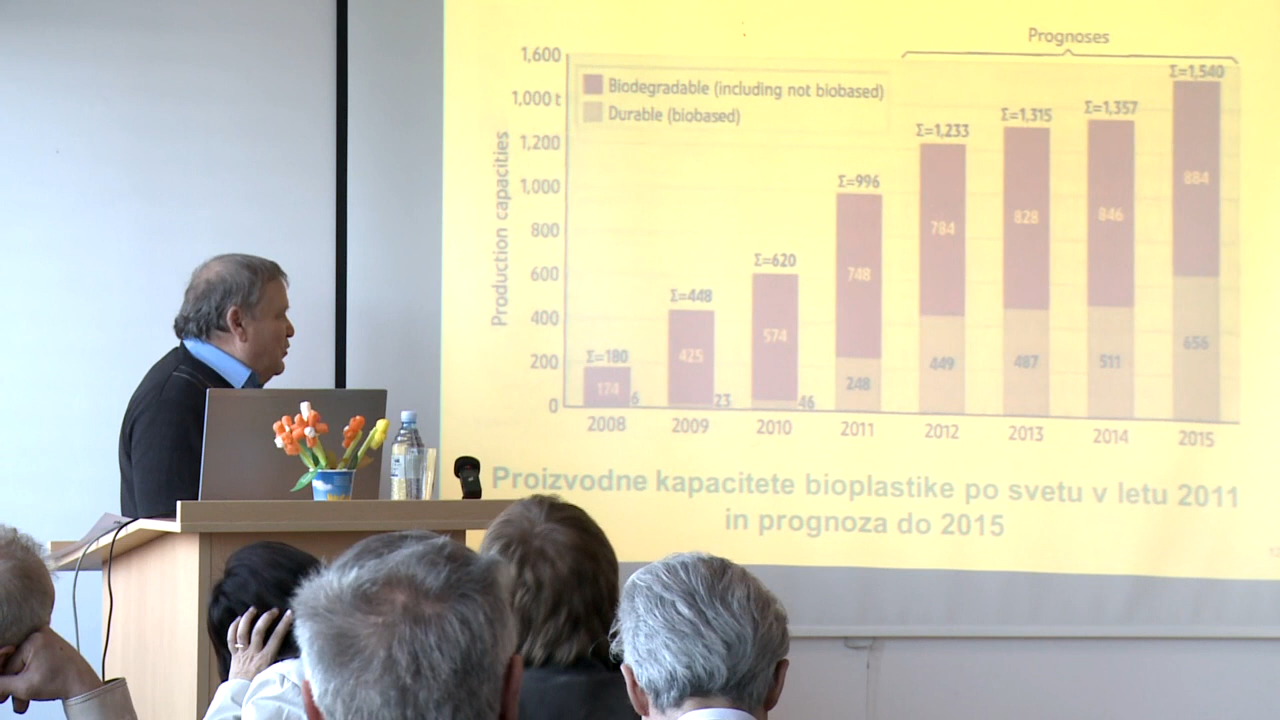 Prognoses
1,600
1,000 t
1,200
1,000
800
600
400
200
0
Production capacities
Biodegradable (including not biobased)
Durable (biobased)
Σ=180
174
6
Σ=448
425
23
Σ=620
574
46
Σ=996
748
248
Σ=1,233
784
449
Σ=1,315
828
487
Σ=1,357
846
511
Σ=1,540
884
656
2008 2009 2010 2011 2012 2013 2014 2015
Proizvodne kapacitete bioplastike po svetu v letu 2011
in prognoza do 2015